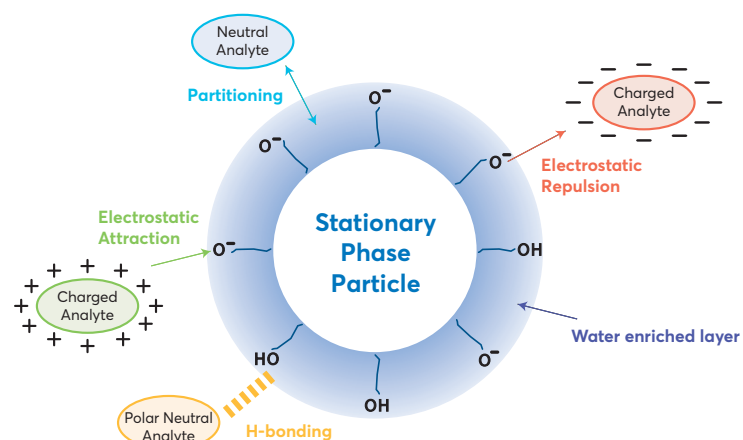 Neutral
Analyte
Partitioning
O−
O−
O−
Charged
Analyte
Electrostatic
Repulsion
Electrostatic
Attraction
O−
Stationary
Phase
Particle
OH
Charged
Analyte
Water enriched layer
HO
O−
OH
Polar Neutral
Analyte
H-bonding